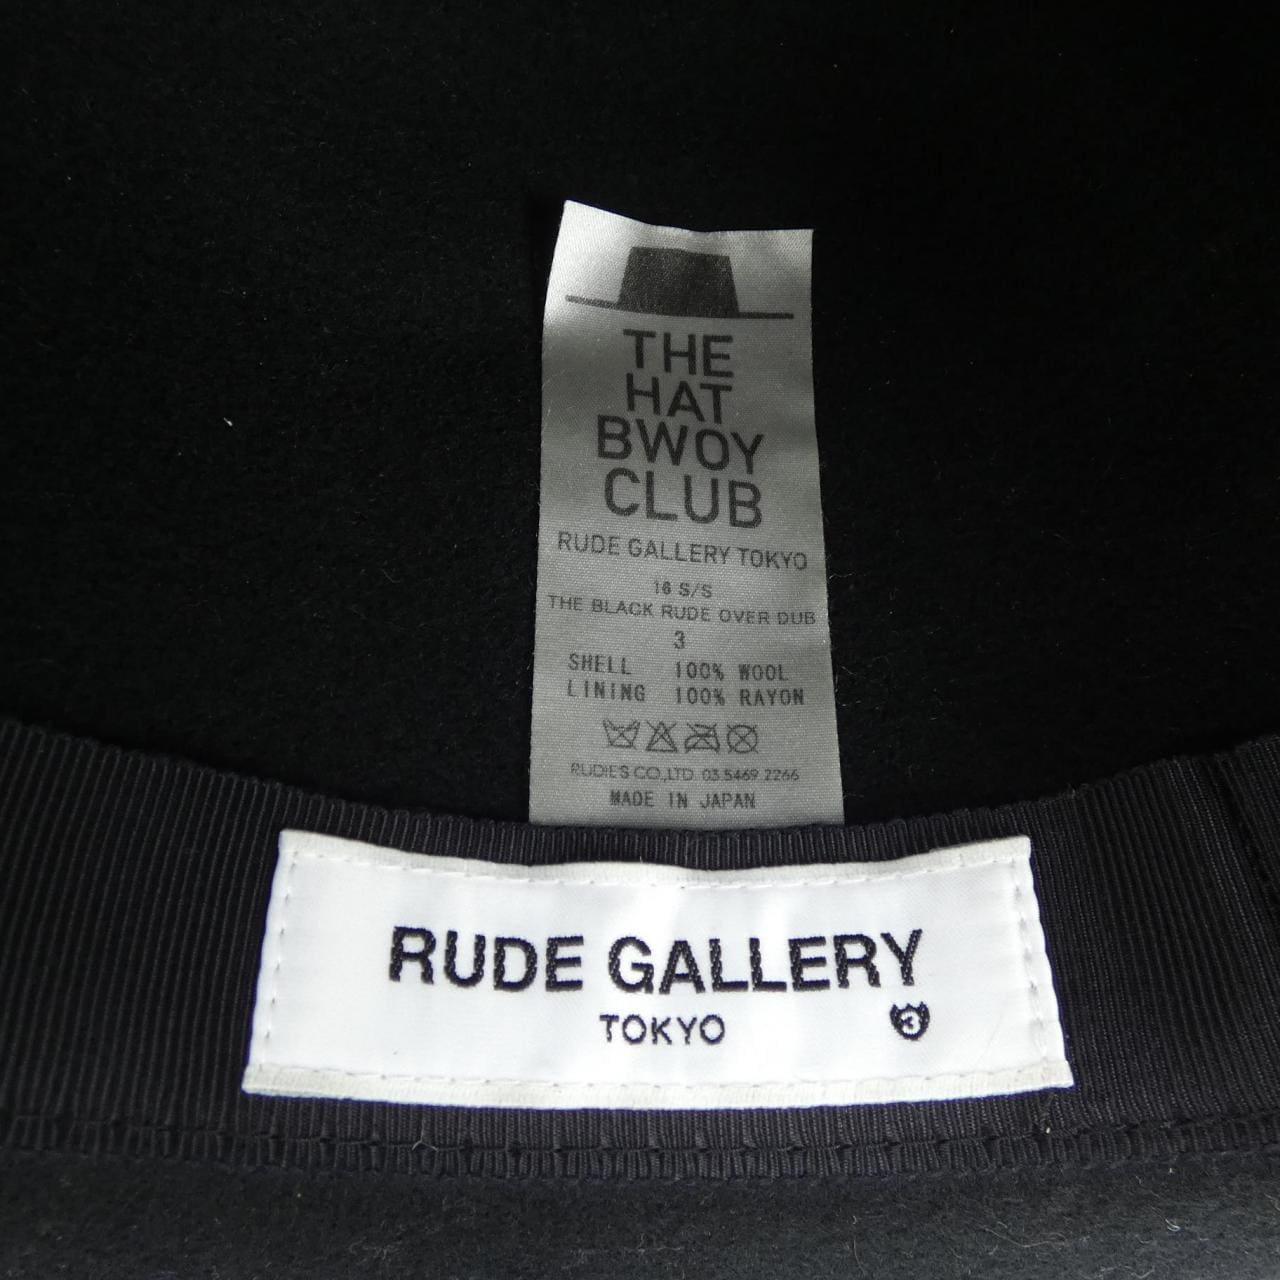 THE
HAT
BWOY
CLUB
RUDE GALLERY TOKYO
16 S/S
THE BLACK RUDE OVER DUB
3
SHELL 100% WOOL
LINING 100% RAYON
RUDIE'S CO.,LTD. 03.5469.2266
MADE IN JAPAN
RUDE GALLERY
TOKYO
3